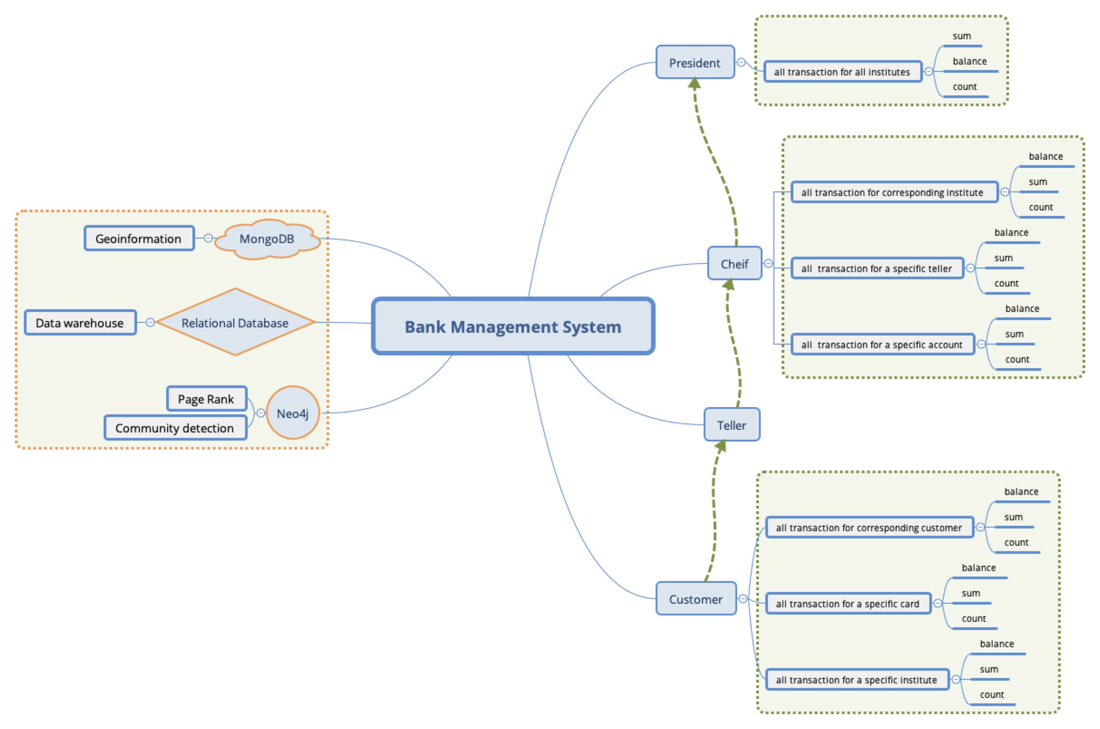 sum
President
balance
all transaction for all institutes
count
balance
sum
all transaction for corresponding institute
count
balance
Geoinformation
MongoDB
sum
Cheif
all  transaction for a specific teller
count
balance
Data warehouse
Relational Database
Bank Management System
sum
all  transaction for a specific account
count
Page Rank
Neo4j
Community detection
Teller
balance
sum
all transaction for corresponding customer
count
balance
sum
Customer
all transaction for a specific card
count
balance
sum
all transaction for a specific institute
count